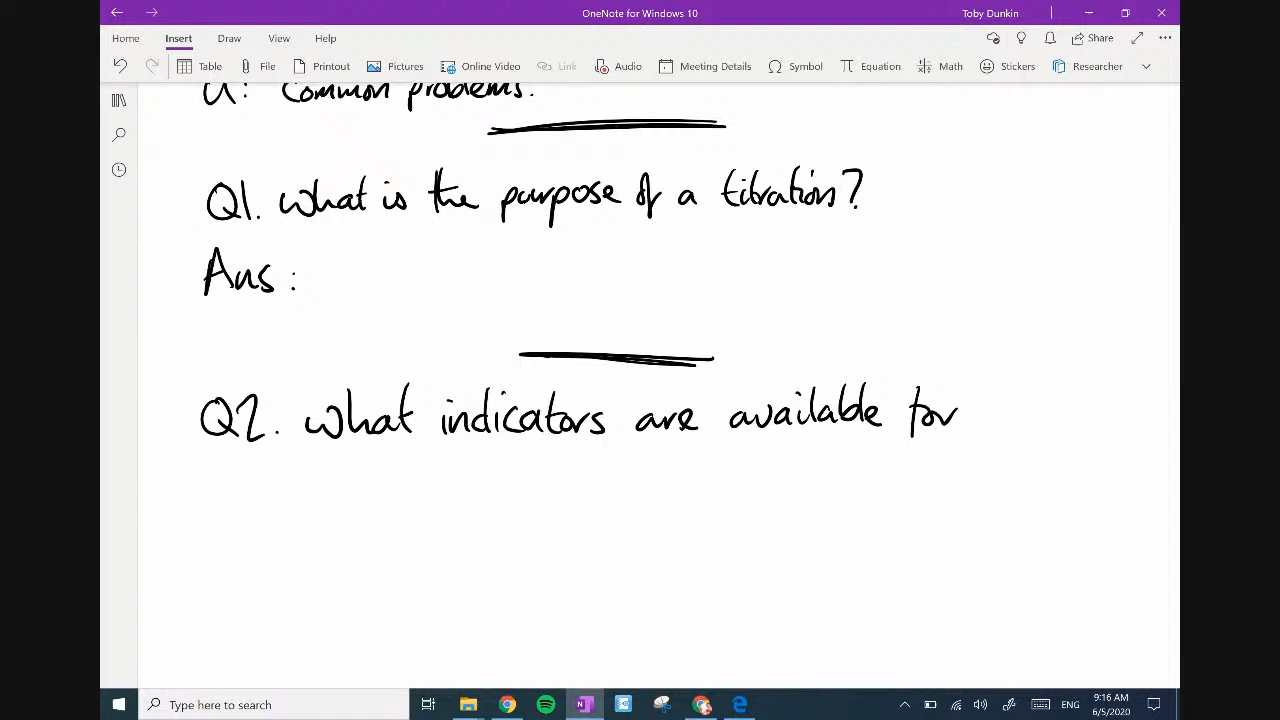 OneNote for Windows 10
Toby Dunkin
Home Insert Draw View Help
Share
Table File Printout Pictures Online Video Link Audio Meeting Details Symbol Equation Math Stickers Researcher
Common problems.
Q1. What is the purpose of a titration?
Ans :
Q2. What indicators are available for
Type here to search
ENG
9:16 AM
6/5/2020